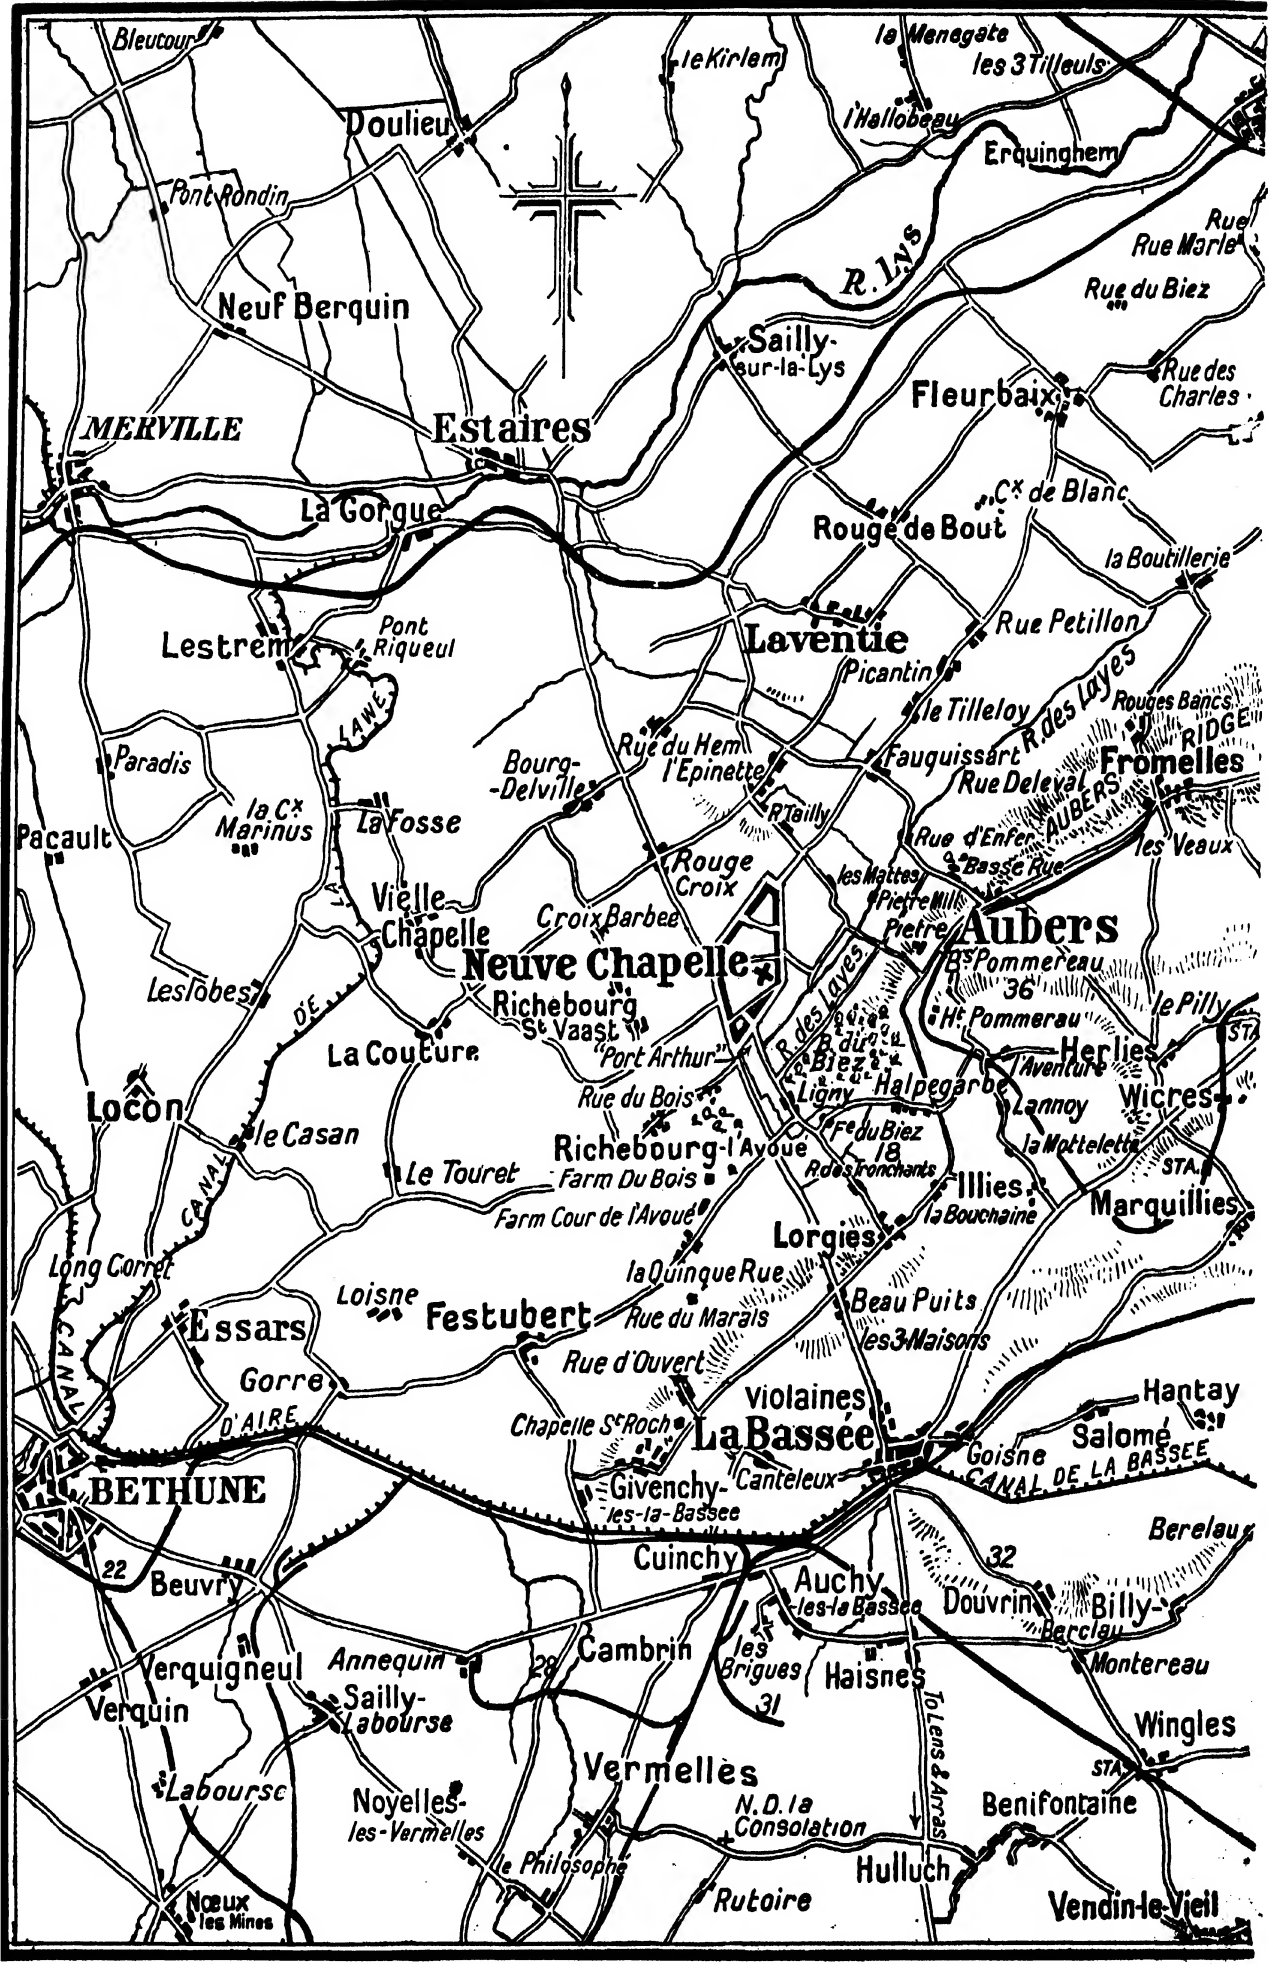 Bleucour
la Menegate
le Kirlem
les 3 Tilleuls
l'Hallobeau
Doulieu
Erquinghem
Pont Rondin
Rue
Rue Marle
R. Lys
Rue du Biez
Neuf Berquin
Sailly-
sur-la-Lys
Rue des
Charles
Fleurbaix
MERVILLE
Estaires
Cx de Blanc
La Gorgue
Rouge de Bout
la Boutillerie
Lestrem
Pont
Riqueul
Laventie
Rue Petillon
Picantin
LAWE
le Tilleloy
R. des Layes
Rouges Bancs
RIDGE
Rue du Hem
l'Epinette
Fauquissart
Fromelles
Paradis
Bourg-
-Delville
Rue Deleval
AUBERS
la Cx
Marinus
La Fosse
R. Tailly
Rue d'Enfer
les Veaux
Pacault
Rouge
Croix
Basse Rue
les Mattes
Vielle
Chapelle
Pietre Mill
Croix Barbee
Pietre
Aubers
Neuve Chapelle
Bs Pommereau
Les Lobes
Richebourg
St Vaast
R. des Layes
36
le Pilly
DE
LA
Ht Pommerau
STA
La Couture
"Port Arthur"
B. du
Biez
Herlies
l'Aventure
Halpegarbe
Locon
Rue du Bois
Ligny
Lannoy
Wicres
le Casan
Fe du Biez
Richebourg-l'Avoué
18
la Mottelette
CANAL
Le Touret
Farm Du Bois
R. des Tronchants
STA.
Illies
Farm Cour de l'Avoué
la Bouchaine
Marquillies
Lorgies
Long Cornet
la Quinque Rue
Loisne
Beau Puits
Essars
Festubert
Rue du Marais
les 3 Maisons
CANAL
Rue d'Ouvert
Gorre
Violaines
Hantay
D'AIRE
Chapelle St Roch
La Bassée
Salomé
Goisne
BETHUNE
Givenchy-
les-la-Bassee
Canteleux
CANAL DE LA BASSEE
Berelau
Cuinchy
32
22
Beuvry
Auchy
-les-la Bassee
Douvrin
Billy-
Berclau
Cambrin
les
Brigues
Verquigneul
Annequin
28
Haisnes
Montereau
Verquin
Sailly-
Labourse
31
To Lens & Arras
Wingles
Vermelles
STA
Labourse
Noyelles-
les-Vermelles
N.D. la
Consolation
Benifontaine
le Philosophe
Hulluch
Rutoire
Nœux
les Mines
Vendin-le-Vieil